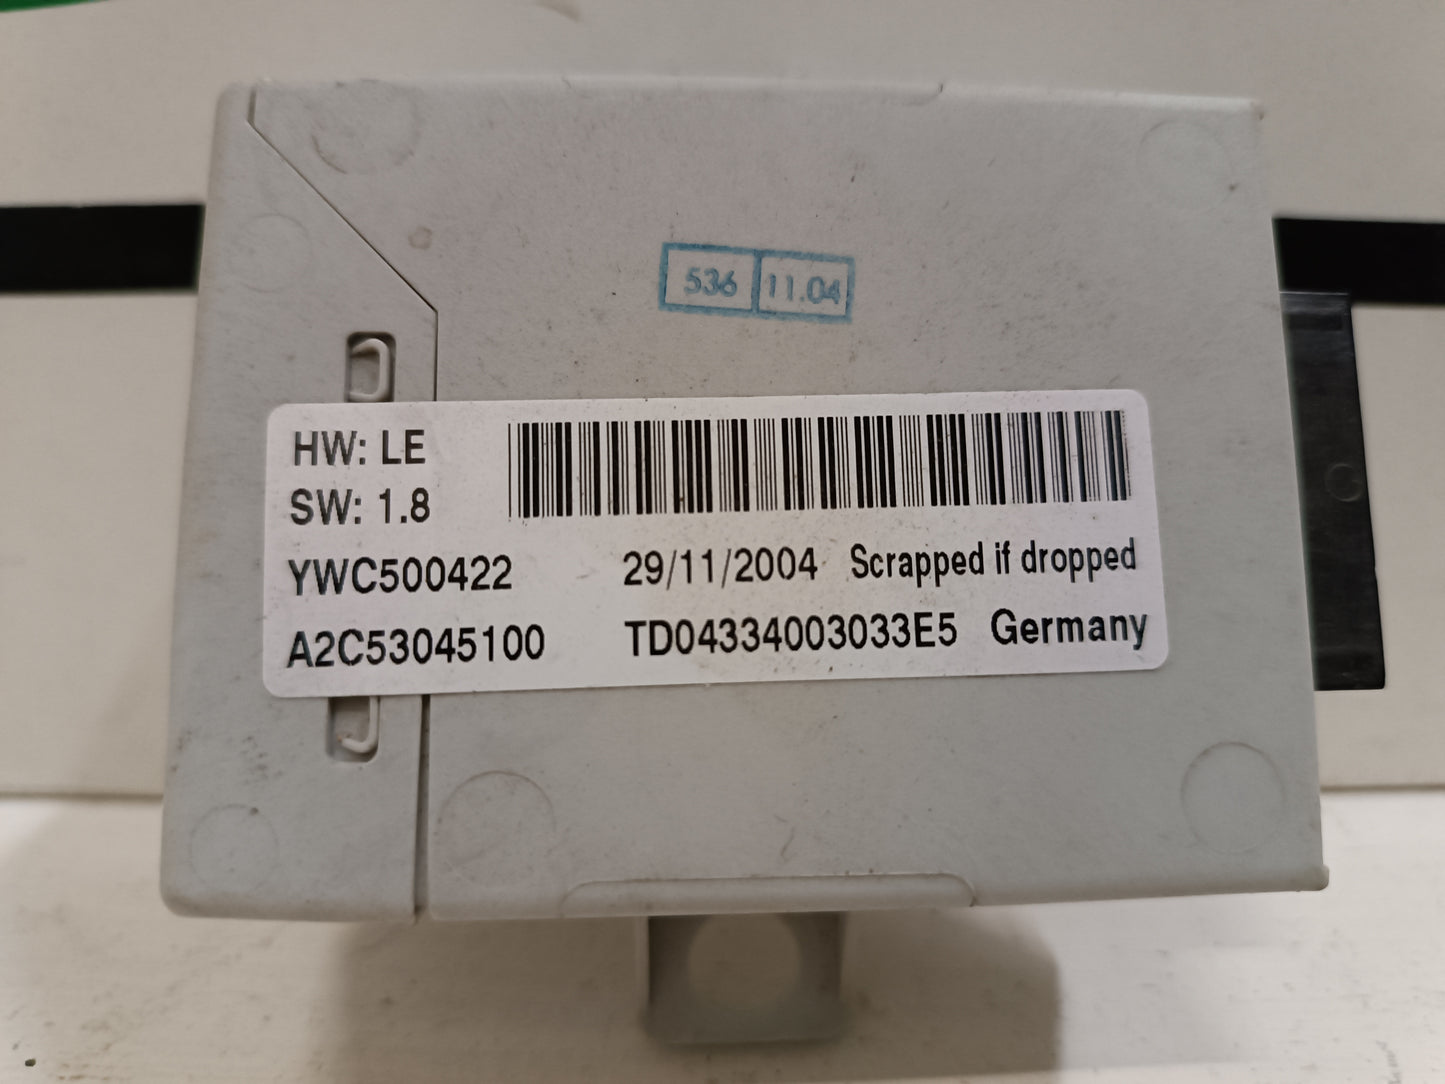 536 11.04
HW: LE
SW: 1.8
YWC500422 29/11/2004 Scrapped if dropped
A2C53045100 TD04334003033E5 Germany